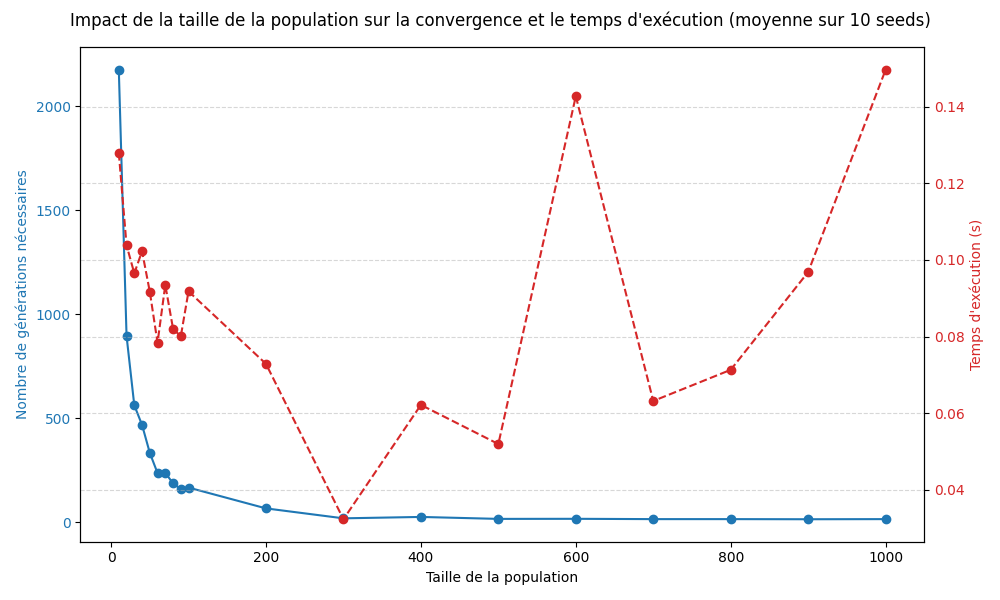 Impact de la taille de la population sur la convergence et le temps d'exécution (moyenne sur 10 seeds)
Nombre de générations nécessaires
2000
1500
1000
500
0
0.14
0.12
0.10
0.08
0.06
0.04
Temps d'exécution (s)
0 200 400 600 800 1000
Taille de la population